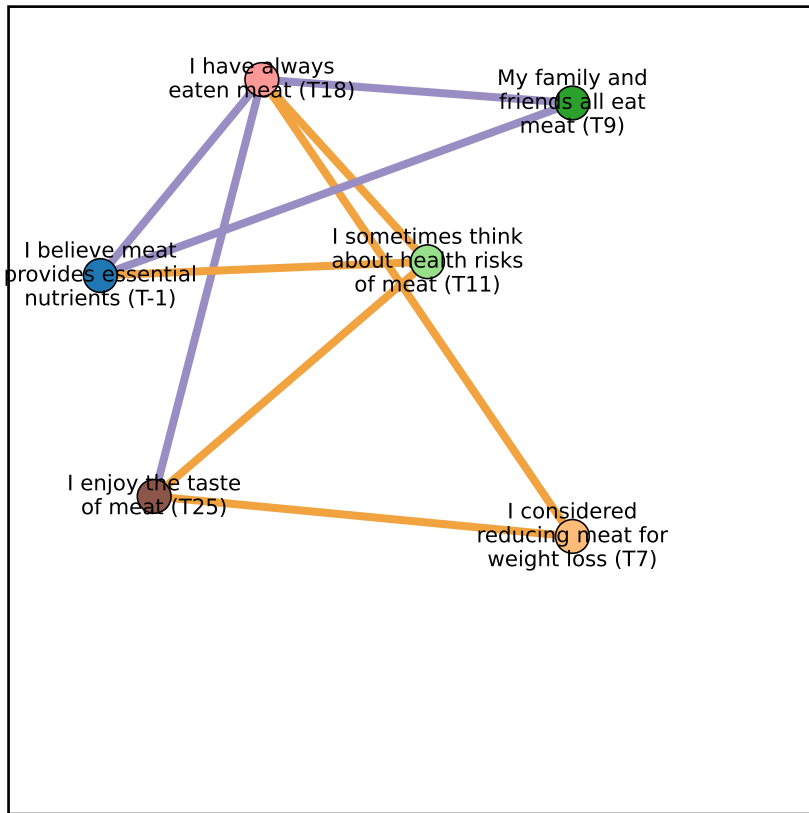 I have always
eaten meat (T18)
My family and
friends all eat
meat (T9)
I believe meat
provides essential
nutrients (T-1)
I sometimes think
about health risks
of meat (T11)
I enjoy the taste
of meat (T25)
I considered
reducing meat for
weight loss (T7)